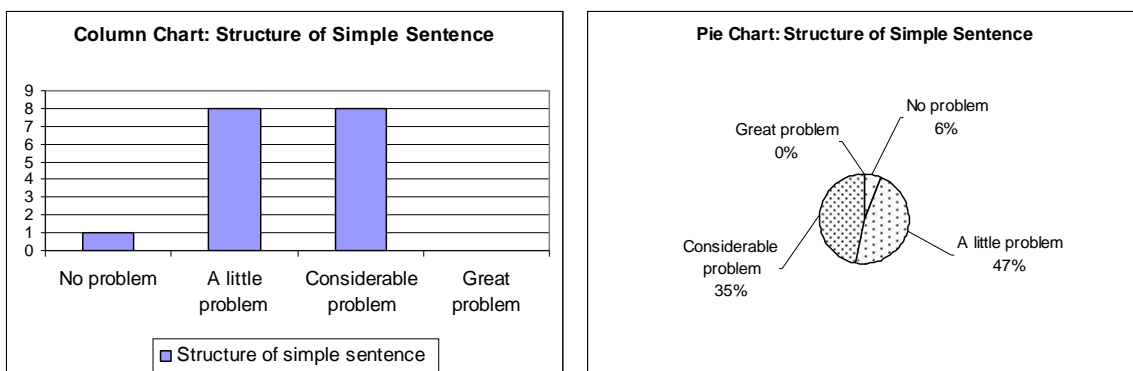 Column Chart: Structure of Simple Sentence
9
8
7
6
5
4
3
2
1
0
No problem
A little
problem
Considerable
problem
Great
problem
Structure of simple sentence
Pie Chart: Structure of Simple Sentence
No problem
6%
Great problem
0%
Considerable
problem
35%
A little problem
47%